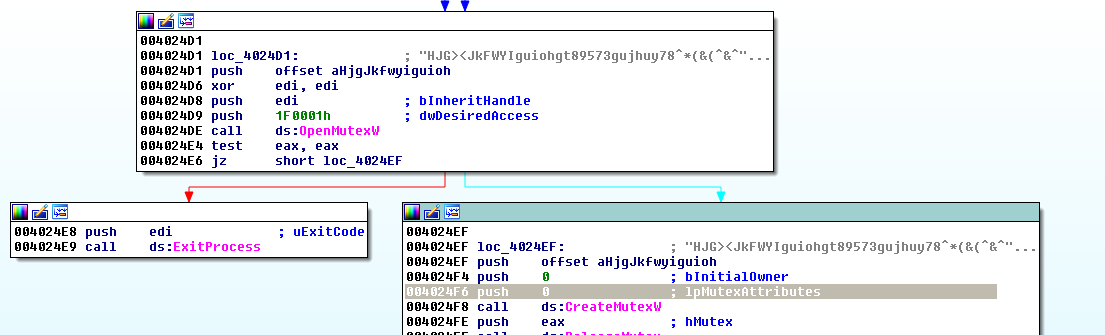 004024D1
004024D1 loc_4024D1: ; "HJG><JkFWYIguiohgt89573gujhuy78^*(&(^&^"...
004024D1 push offset aHjgJkfwyiguioh
004024D6 xor edi, edi
004024D8 push edi ; bInheritHandle
004024D9 push 1F0001h ; dwDesiredAccess
004024DE call ds:OpenMutexW
004024E4 test eax, eax
004024E6 jz short loc_4024EF
004024E8 push edi ; uExitCode
004024E9 call ds:ExitProcess
004024EF
004024EF loc_4024EF: ; "HJG><JkFWYIguiohgt89573gujhuy78^*(&(^&^"...
004024EF push offset aHjgJkfwyiguioh
004024F4 push 0 ; bInitialOwner
004024F6 push 0 ; lpMutexAttributes
004024F8 call ds:CreateMutexW
004024FE push eax ; hMutex